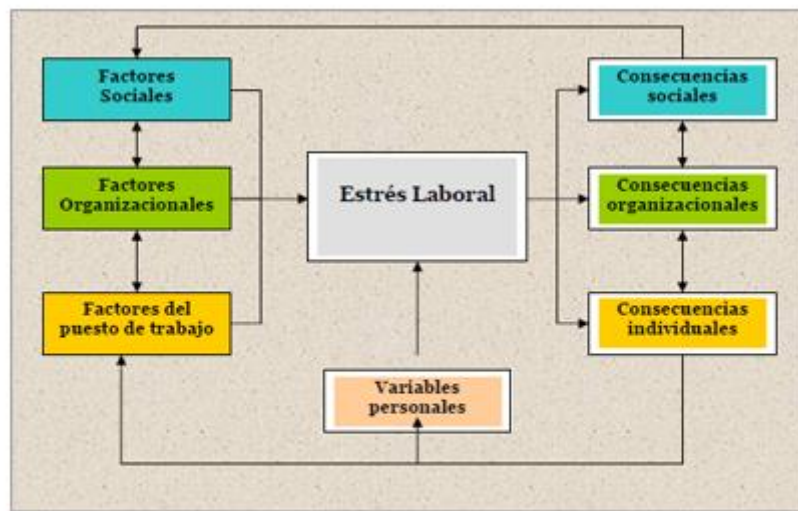 Factores
Sociales
Consecuencias
sociales
Factores
Organizacionales
Estrés Laboral
Consecuencias
organizacionales
Factores del
puesto de trabajo
Consecuencias
individuales
Variables
personales